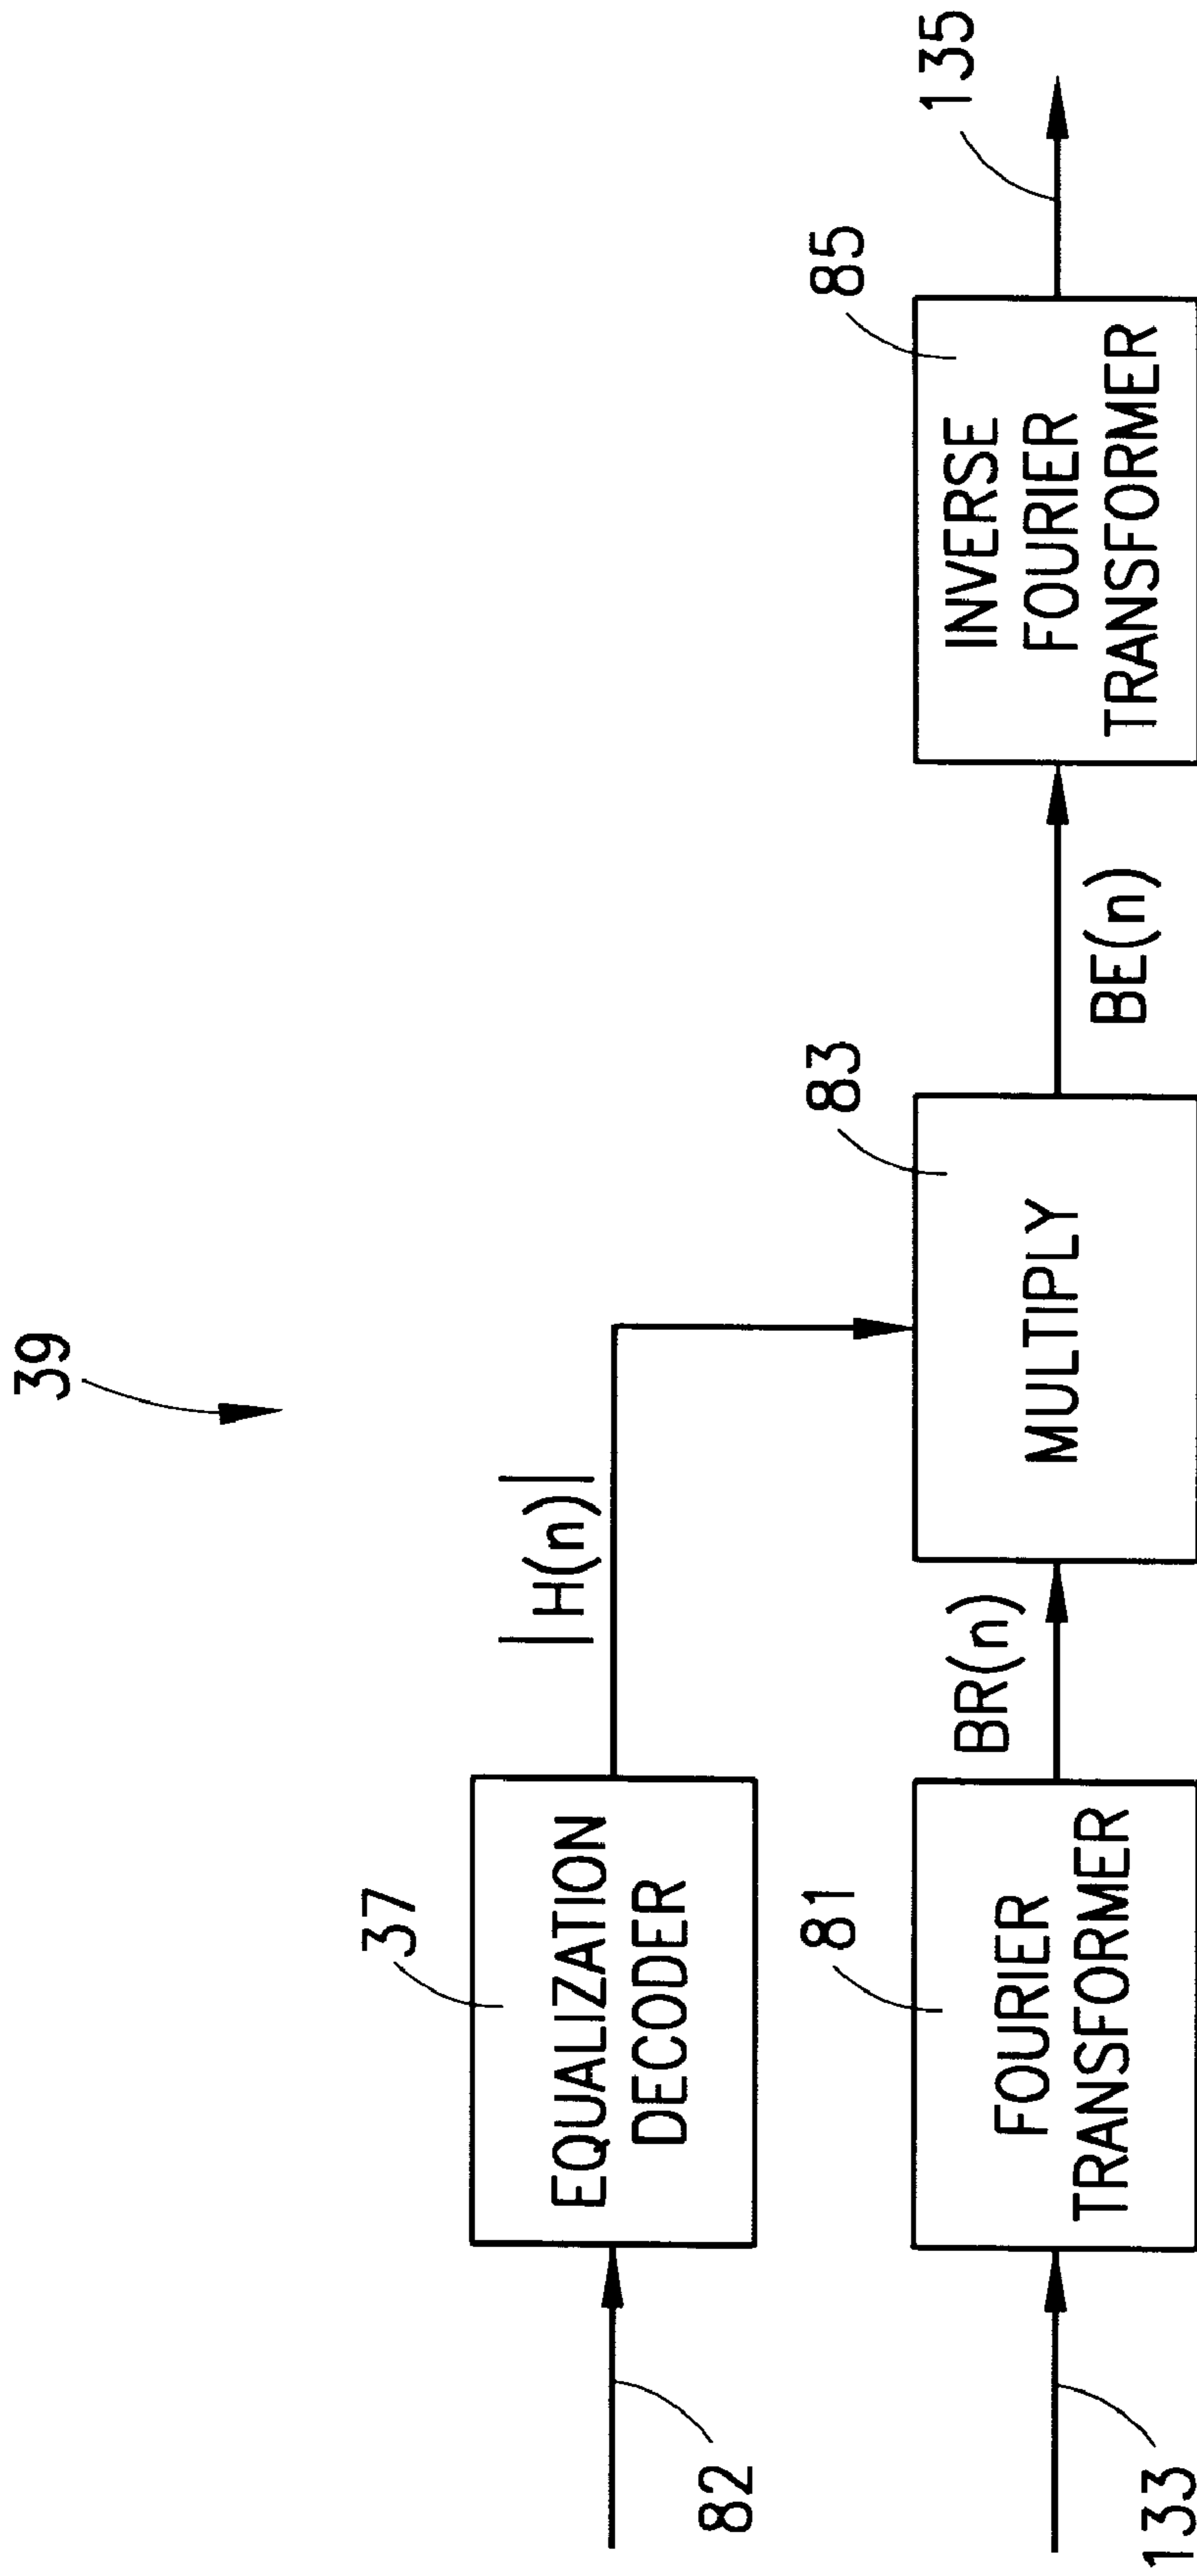 39
37
EQUALIZATION
DECODER
|H(n)|
82
81
FOURIER
TRANSFORMER
BR(n)
83
MULTIPLY
BE(n)
85
INVERSE
FOURIER
TRANSFORMER
133
135